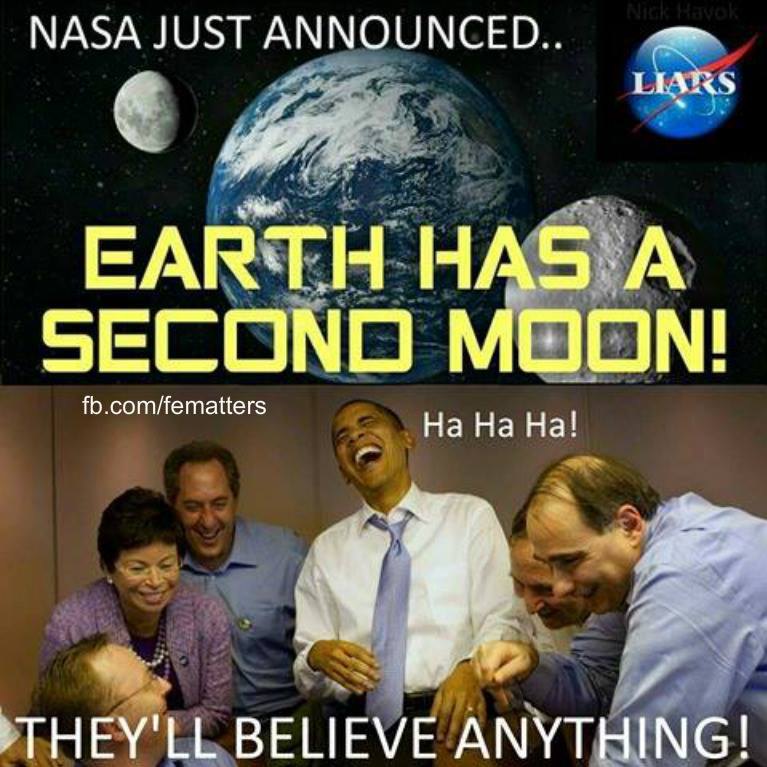 Nick Havok
NASA JUST ANNOUNCED..
LIARS
EARTH HAS A
SECOND MOON!
fb.com/fematters
Ha Ha Ha!
THEY'LL BELIEVE ANYTHING!